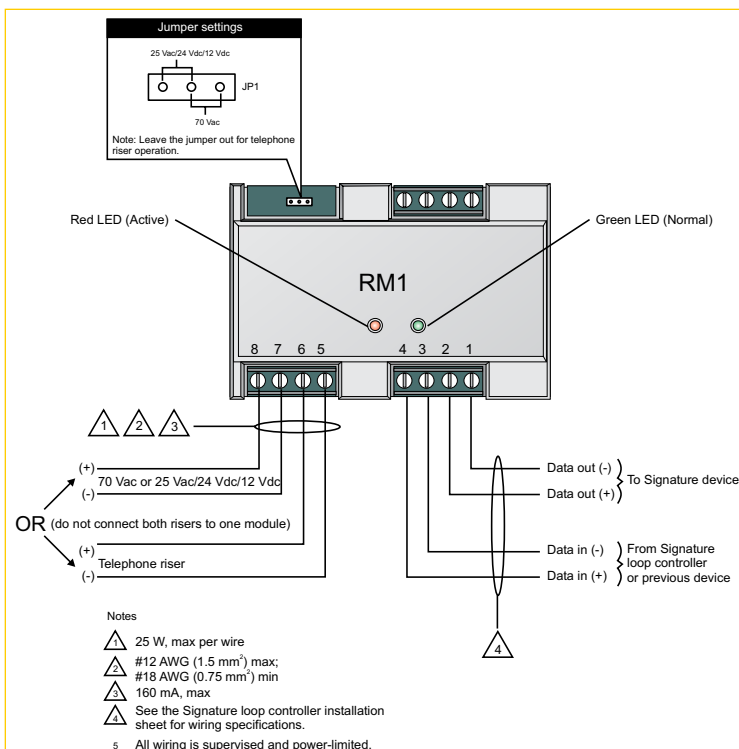 Jumper settings
25 Vac/24 Vdc/12 Vdc
JP1
70 Vac
Note: Leave the jumper out for telephone
riser operation.
Red LED (Active)
Green LED (Normal)
RM1
8 7 6 5
4 3 2 1
1 2 3
(+)
70 Vac or 25 Vac/24 Vdc/12 Vdc
(-)
OR (do not connect both risers to one module)
(+)
Telephone riser
(-)
Data out (-)
Data out (+)
To Signature device
Data in (-)
Data in (+)
From Signature
loop controller
or previous device
4
Notes
1 25 W, max per wire
2 #12 AWG (1.5 mm²) max;
#18 AWG (0.75 mm²) min
3 160 mA, max
4 See the Signature loop controller installation
sheet for wiring specifications.
5 All wiring is supervised and power-limited.